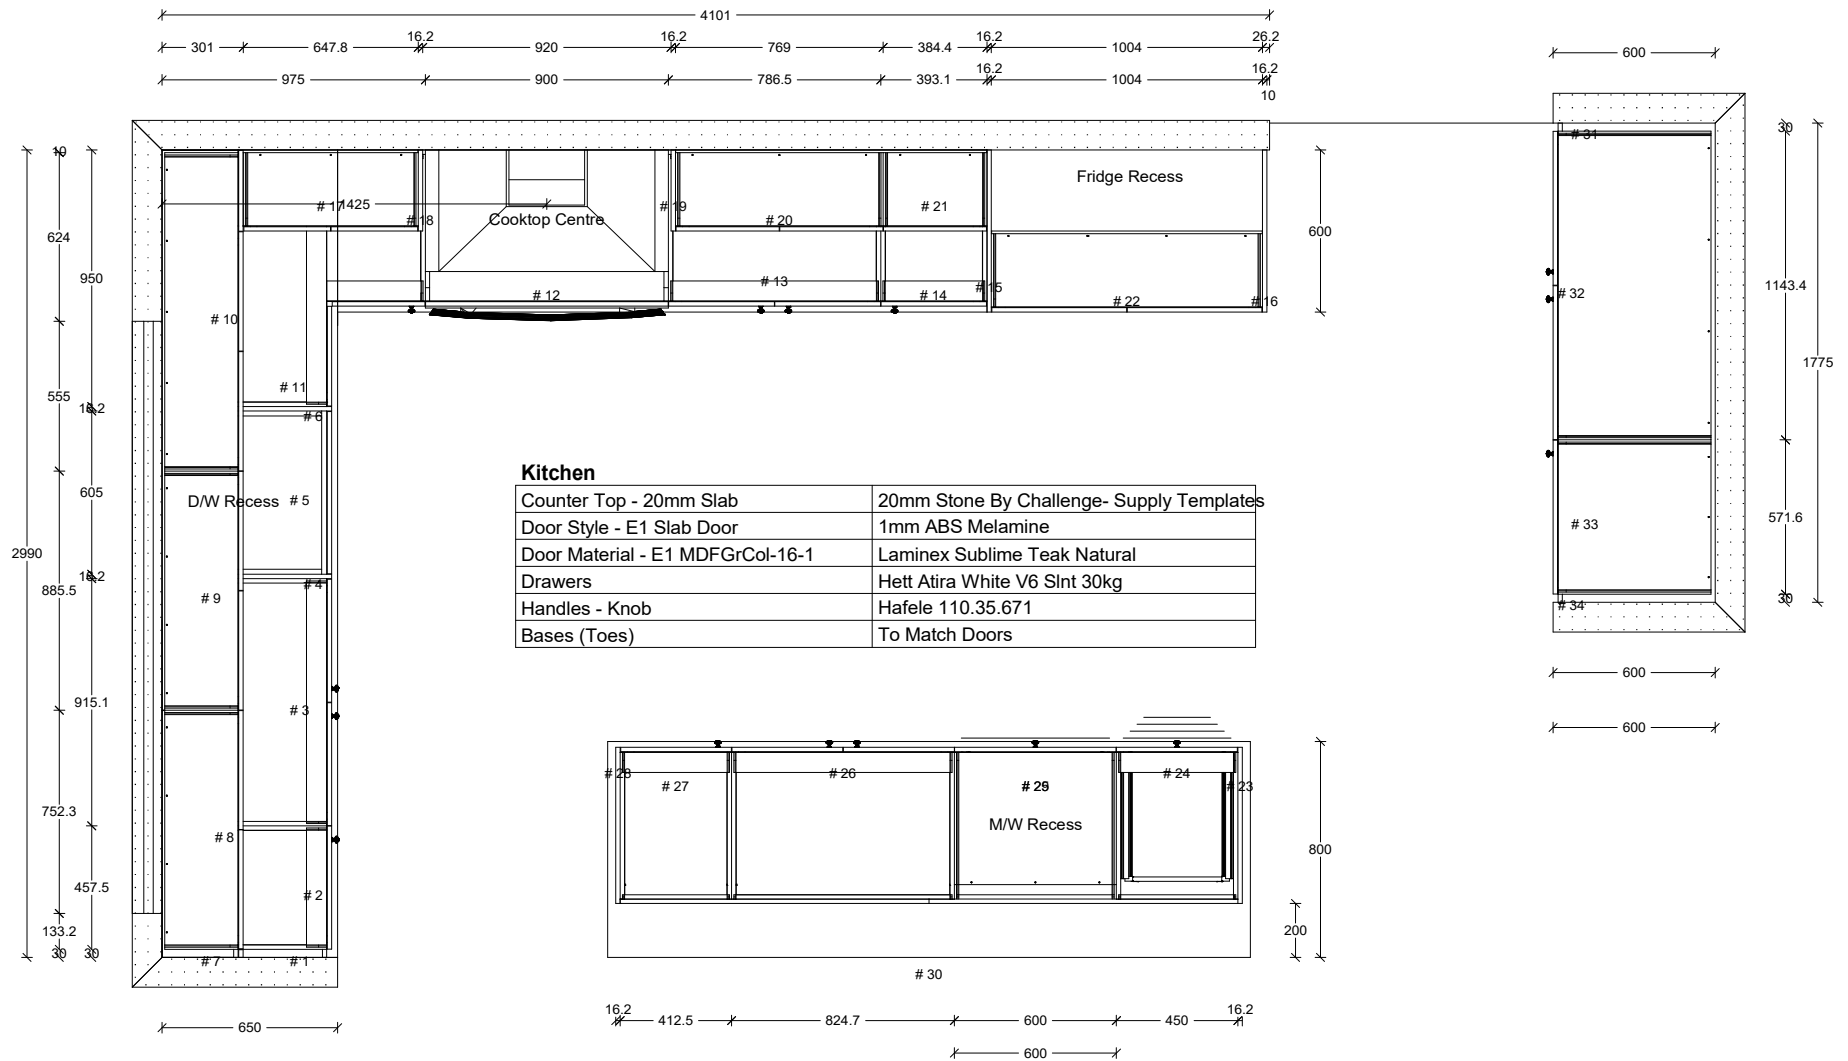 4101
301 647.8 16.2 920 16.2 769 384.4 16.2 1004 26.2
600
975 900 786.5 393.1 16.2 1004 16.2
10
10
30
# 31
Fridge Recess
# 17 1425 # 18 Cooktop Centre # 19 # 20 # 21
624
600
950
# 13
# 12 # 14 # 15 # 22 # 16
# 32
1143.4
# 10
1775
# 11
555 16.2
# 6
Kitchen
D/W Recess # 5
605
Counter Top - 20mm Slab 20mm Stone By Challenge- Supply Templates
571.6
# 33
Door Style - E1 Slab Door 1mm ABS Melamine
2990
Door Material - E1 MDFGrCol-16-1 Laminex Sublime Teak Natural
16.2
885.5
# 4
Drawers Hett Atira White V6 Slnt 30kg
# 9
30
# 34
Handles - Knob Hafele 110.35.671
Bases (Toes) To Match Doors
915.1
# 3
600
600
# 28 # 27 # 26 # 24 # 23
M/W Recess
752.3
# 8
800
457.5
# 2
133.2
200
30 30
# 7 # 1
# 30
16.2 412.5 824.7 600 450 16.2
650
600